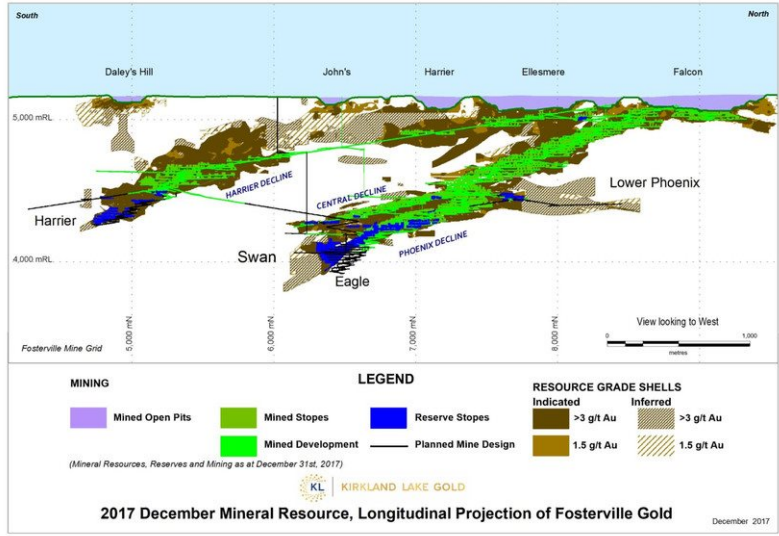 South
North
Daley's Hill
John's
Harrier
Ellesmere
Falcon
5,000 mRL
HARRIER DECLINE
CENTRAL DECLINE
Lower Phoenix
Harrier
PHOENIX DECLINE
Swan
4,000 mRL
Eagle
5,000 mN
6,000 mN
7,000 mN
8,000 mN
View looking to West
0
1,000
metres
Fosterville Mine Grid
LEGEND
MINING
RESOURCE GRADE SHELLS
Indicated
Inferred
Mined Open Pits
Mined Stopes
Reserve Stopes
>3 g/t Au
>3 g/t Au
Mined Development
Planned Mine Design
1.5 g/t Au
1.5 g/t Au
(Mineral Resources, Reserves and Mining as at December 31st, 2017)
KL KIRKLAND LAKE GOLD
2017 December Mineral Resource, Longitudinal Projection of Fosterville Gold
December 2017